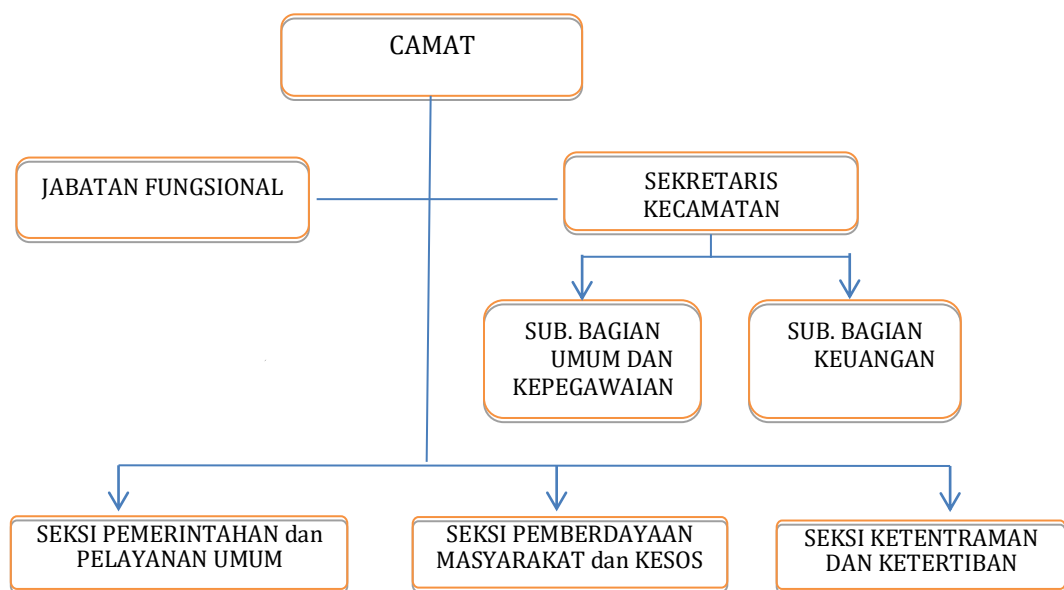 CAMAT
JABATAN FUNGSIONAL
SEKRETARIS
KECAMATAN
SUB. BAGIAN
UMUM DAN
KEPEGAWAIAN
SUB. BAGIAN
KEUANGAN
SEKSI PEMERINTAHAN dan
PELAYANAN UMUM
SEKSI PEMBERDAYAAN
MASYARAKAT dan KESOS
SEKSI KETENTRAMAN
DAN KETERTIBAN